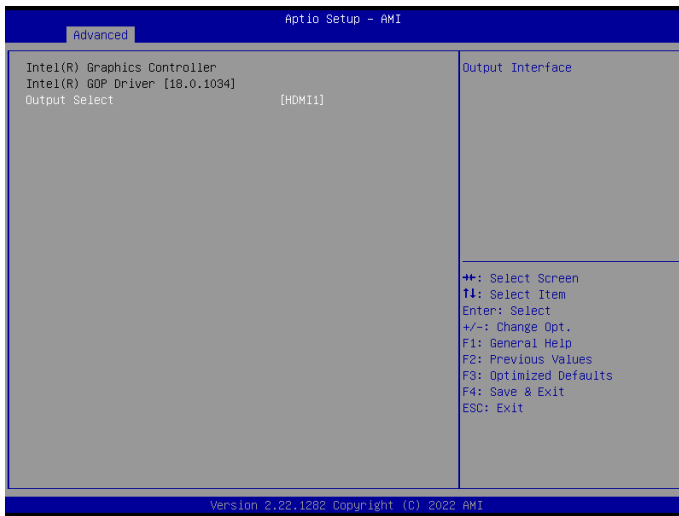 Aptio Setup – AMI
Advanced
Intel(R) Graphics Controller
Intel(R) GOP Driver [18.0.1034]
Output Select [HDMI1]
Output Interface
→←: Select Screen
↑↓: Select Item
Enter: Select
+/-: Change Opt.
F1: General Help
F2: Previous Values
F3: Optimized Defaults
F4: Save & Exit
ESC: Exit
Version 2.22.1282 Copyright (C) 2022 AMI